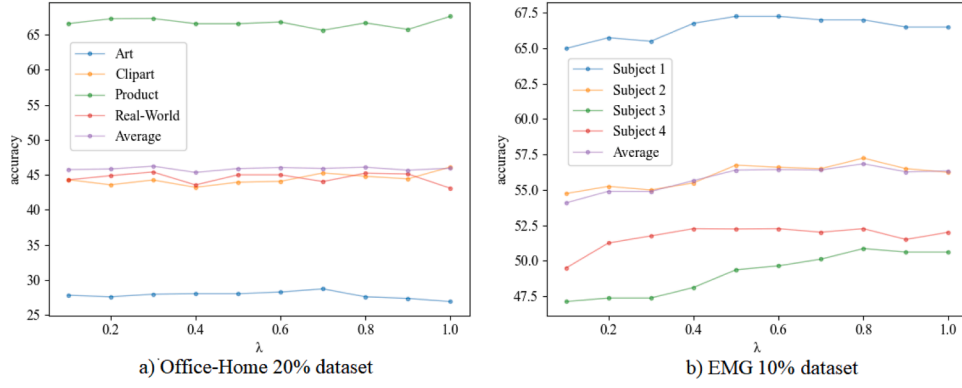 65
60
55
50
45
40
35
30
25
accuracy
Art
Clipart
Product
Real-World
Average
0.2
0.4
0.6
0.8
1.0
λ
a) Office-Home 20% dataset
67.5
65.0
62.5
60.0
57.5
55.0
52.5
50.0
47.5
accuracy
Subject 1
Subject 2
Subject 3
Subject 4
Average
0.2
0.4
0.6
0.8
1.0
λ
b) EMG 10% dataset